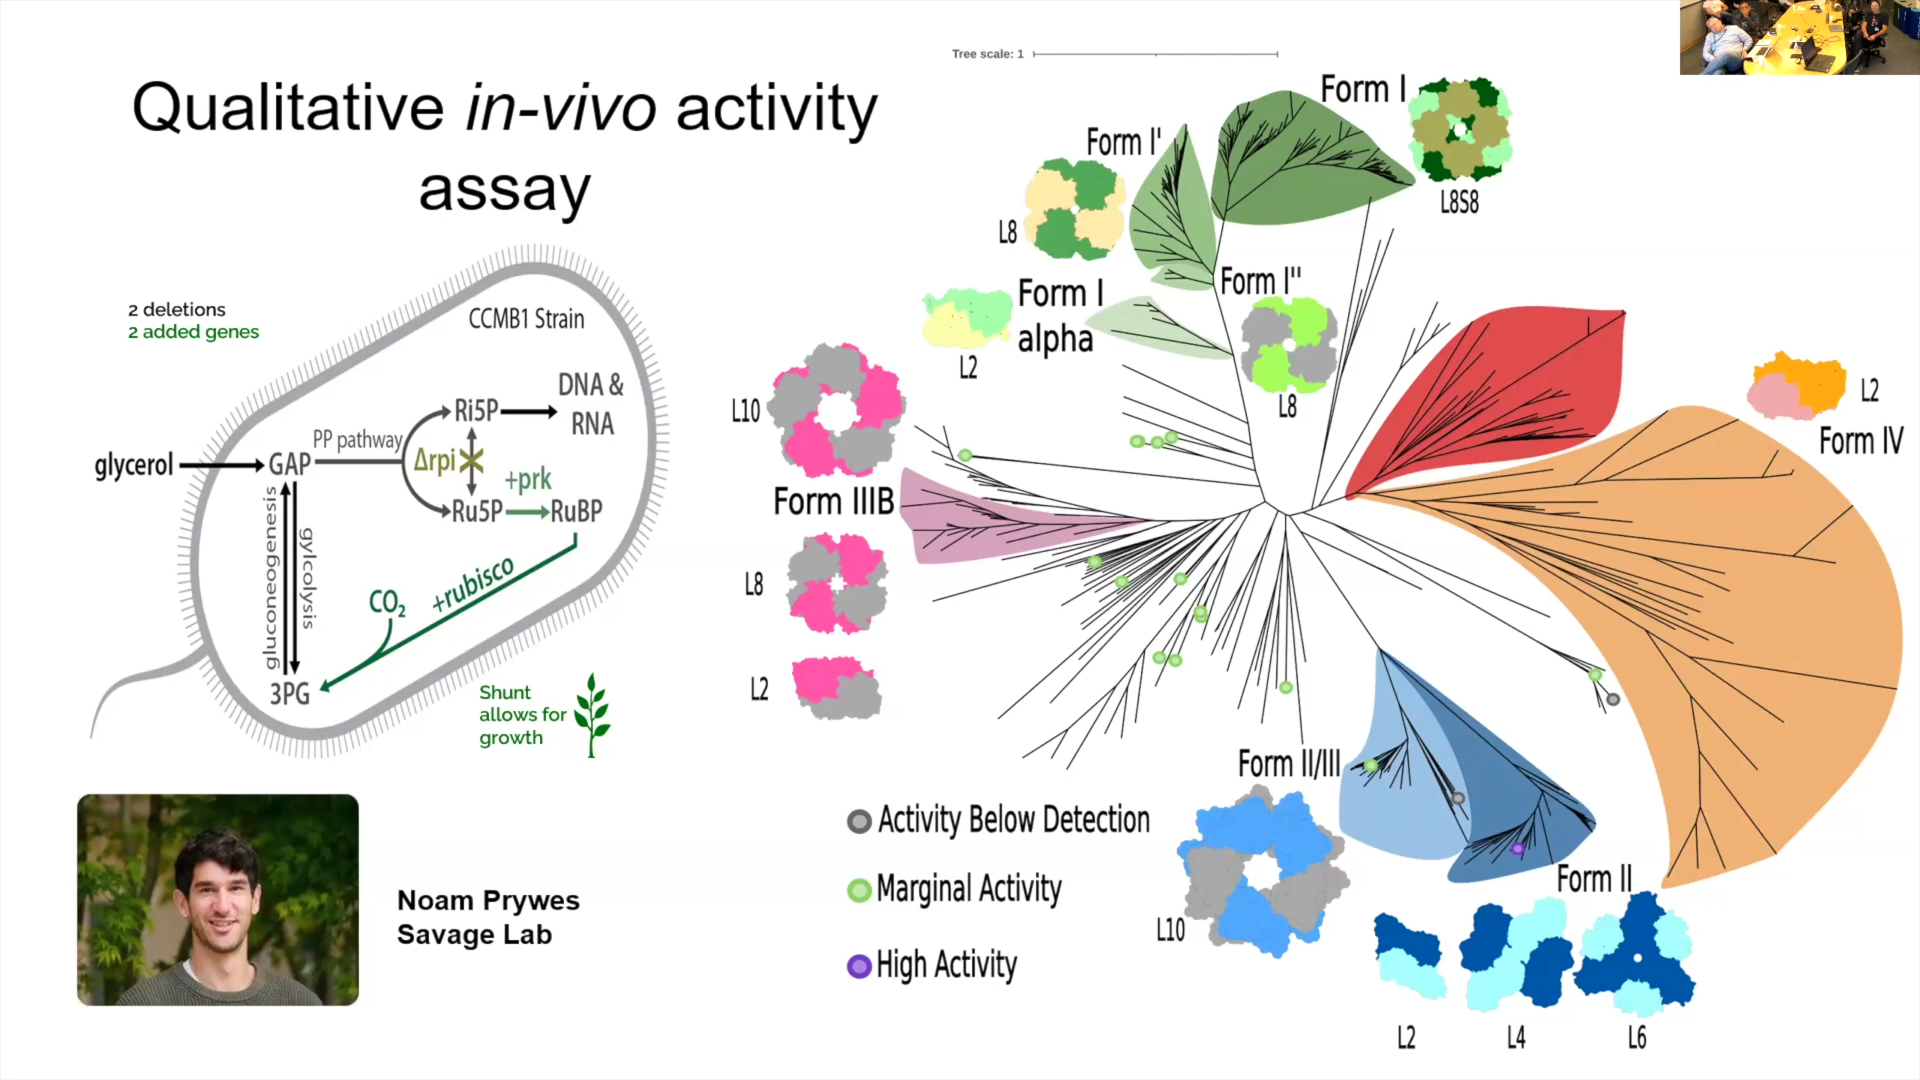 Qualitative in-vivo activity
assay
2 deletions
2 added genes
CCMB1 Strain
DNA &
RNA
Ri5P
PP pathway
glycerol
GAP
Δrpi
+prk
Ru5P
RuBP
gluconeogenesis
gylcolysis
CO2
+rubisco
3PG
Shunt
allows for
growth
Noam Prywes
Savage Lab
Tree scale: 1
Form I
L8S8
Form I'
L8
Form I''
L8
Form I
alpha
L2
L10
Form IIIB
L8
L2
L2
Form IV
Form II/III
L10
Form II
L2
L4
L6
Activity Below Detection
Marginal Activity
High Activity